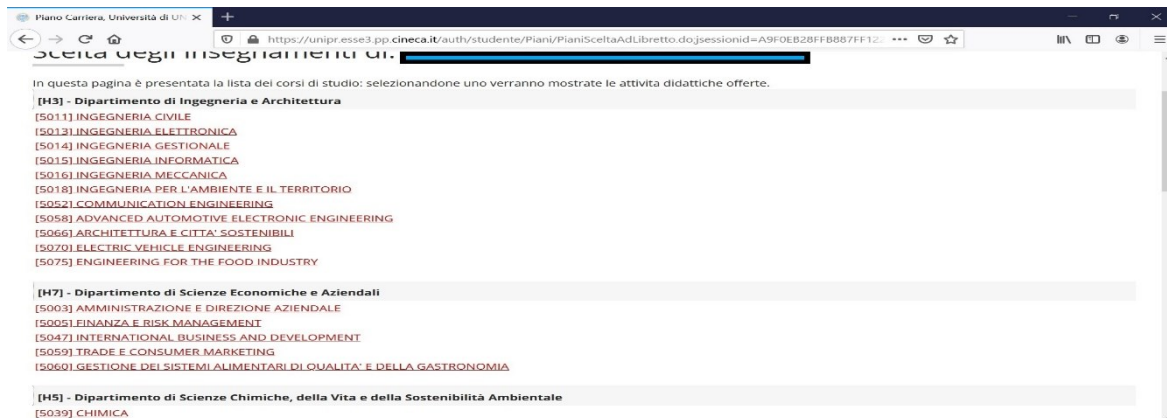 Piano Carriera, Università di UN
https://unipr.esse3.pp.cineca.it/auth/studente/Piani/PianiSceltaAdLibretto.do;jsessionid=A9F0EB28FFB887FF12
Scelta degli insegnamenti di:
In questa pagina è presentata la lista dei corsi di studio: selezionandone uno verranno mostrate le attivita didattiche offerte.
[H3] - Dipartimento di Ingegneria e Architettura
[5011] INGEGNERIA CIVILE
[5013] INGEGNERIA ELETTRONICA
[5014] INGEGNERIA GESTIONALE
[5015] INGEGNERIA INFORMATICA
[5016] INGEGNERIA MECCANICA
[5018] INGEGNERIA PER L'AMBIENTE E IL TERRITORIO
[5052] COMMUNICATION ENGINEERING
[5058] ADVANCED AUTOMOTIVE ELECTRONIC ENGINEERING
[5066] ARCHITETTURA E CITTA' SOSTENIBILI
[5070] ELECTRIC VEHICLE ENGINEERING
[5075] ENGINEERING FOR THE FOOD INDUSTRY
[H7] - Dipartimento di Scienze Economiche e Aziendali
[5003] AMMINISTRAZIONE E DIREZIONE AZIENDALE
[5005] FINANZA E RISK MANAGEMENT
[5047] INTERNATIONAL BUSINESS AND DEVELOPMENT
[5059] TRADE E CONSUMER MARKETING
[5060] GESTIONE DEI SISTEMI ALIMENTARI DI QUALITA' E DELLA GASTRONOMIA
[H5] - Dipartimento di Scienze Chimiche, della Vita e della Sostenibilità Ambientale
[5039] CHIMICA